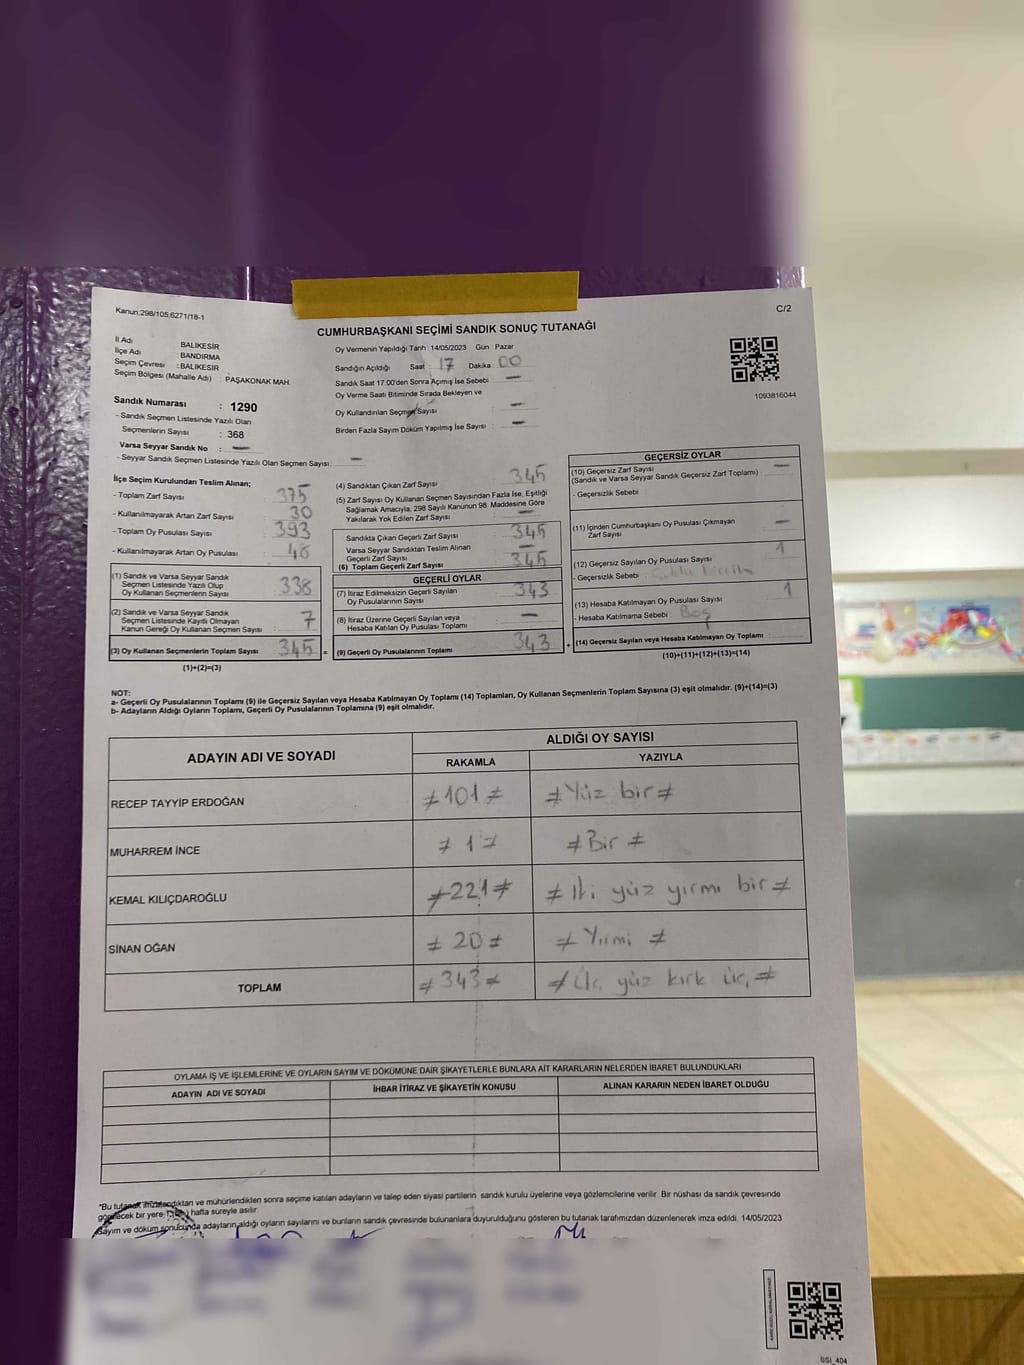 Kanun;298/105;6271/18-1
C/2
CUMHURBAŞKANI SEÇİMİ SANDIK SONUÇ TUTANAĞI
İl Adı BALIKESİR
İlçe Adı BANDIRMA
Seçim Çevresi : BALIKESİR
Seçim Bölgesi (Mahalle Adı) : PAŞAKONAK MAH.
Sandık Numarası : 1290
- Sandık Seçmen Listesinde Yazılı Olan
Seçmenlerin Sayısı : 368
Varsa Seyyar Sandık No : —
- Seyyar Sandık Seçmen Listesinde Yazılı Olan Seçmen Sayısı: —
Oy Vermenin Yapıldığı Tarih :14/05/2023 Gün : Pazar
Sandığın Açıldığı Saat : 17 Dakika : 00
Sandık Saat 17.00'den Sonra Açmış İse Sebebi : —
Oy Verme Saati Bitiminde Sırada Bekleyen ve
Oy Kullandırılan Seçmen Sayısı : —
Birden Fazla Sayım Döküm Yapılmış İse Sayısı : —
1093816044
İlçe Seçim Kurulundan Teslim Alınan;
- Toplam Zarf Sayısı : 375
- Kullanılmayarak Artan Zarf Sayısı : 30
- Toplam Oy Pusulası Sayısı : 393
- Kullanılmayarak Artan Oy Pusulası : 48
(1) Sandık ve Varsa Seyyar Sandık
Seçmen Listesinde Yazılı Olup
Oy Kullanan Seçmenlerin Sayısı : 338
(2) Sandık ve Varsa Seyyar Sandık
Seçmen Listesinde Kayıtlı Olmayan
Kanun Gereği Oy Kullanan Seçmen Sayısı : 7
(3) Oy Kullanan Seçmenlerin Toplam Sayısı : 345 =
(1)+(2)=(3)
(4) Sandıktan Çıkan Zarf Sayısı : 345
(5) Zarf Sayısı Oy Kullanan Seçmen Sayısından Fazla İse, Eşitliği
Sağlamak Amacıyla; 298 Sayılı Kanunun 98. Maddesine Göre
Yakılarak Yok Edilen Zarf Sayısı : —
Sandıkta Çıkan Geçerli Zarf Sayısı : 345
Varsa Seyyar Sandıktan Teslim Alınan
Geçerli Zarf Sayısı : —
(6) Toplam Geçerli Zarf Sayısı : 345
GEÇERLİ OYLAR
(7) İtiraz Edilmeksizin Geçerli Sayılan
Oy Pusulalarının Sayısı : 343
(8) İtiraz Üzerine Geçerli Sayılan veya
Hesaba Katılan Oy Pusulası Toplamı : —
(9) Geçerli Oy Pusulalarının Toplamı : 343 +
GEÇERSİZ OYLAR
(10) Geçersiz Zarf Sayısı : —
(Sandık ve Varsa Seyyar Sandık Geçersiz Zarf Toplamı)
- Geçersizlik Sebebi :
(11) İçinden Cumhurbaşkanı Oy Pusulası Çıkmayan
Zarf Sayısı : —
(12) Geçersiz Sayılan Oy Pusulası Sayısı : 1
- Geçersizlik Sebebi :
(13) Hesaba Katılmayan Oy Pusulası Sayısı : 1
- Hesaba Katılmama Sebebi : Boş
(14) Geçersiz Sayılan veya Hesaba Katılmayan Oy Toplamı :
(10)+(11)+(12)+(13)=(14)
NOT:
a- Geçerli Oy Pusulalarının Toplamı (9) ile Geçersiz Sayılan veya Hesaba Katılmayan Oy Toplamı (14) Toplamları, Oy Kullanan Seçmenlerin Toplam Sayısına (3) eşit olmalıdır. (9)+(14)=(3)
b- Adayların Aldığı Oyların Toplamı, Geçerli Oy Pusulalarının Toplamına (9) eşit olmalıdır.
ADAYIN ADI VE SOYADI ALDIĞI OY SAYISI
RAKAMLA YAZIYLA
RECEP TAYYİP ERDOĞAN ≠101≠ ≠Yüz bir≠
MUHARREM İNCE ≠1≠ ≠Bir≠
KEMAL KILIÇDAROĞLU ≠221≠ ≠İki yüz yirmi bir≠
SİNAN OĞAN ≠20≠ ≠Yirmi≠
TOPLAM ≠343≠ ≠Üç yüz kırk üç≠
OYLAMA İŞ VE İŞLEMLERİNE VE OYLARIN SAYIM VE DÖKÜMÜNE DAİR ŞİKAYETLERLE BUNLARA AİT KARARLARIN NELERDEN İBARET BULUNDUKLARI
ADAYIN ADI VE SOYADI İHBAR İTİRAZ VE ŞİKAYETİN KONUSU ALINAN KARARIN NEDEN İBARET OLDUĞU
*Bu tutanak imzalandıktan ve mühürlendikten sonra seçime katılan adayların ve talep eden siyasi partilerin sandık kurulu üyelerine veya gözlemcilerine verilir .Bir nüshası da sandık çevresinde
görülecek bir yere hafta süreyle asılır.
Sayım ve döküm sonucunda adayların aldığı oyların sayılarını ve bunların sandık çevresinde bulunanlara duyurulduğunu gösteren bu tutanak tarafımızdan düzenlenerek imza edildi. 14/05/2023
GSI_404